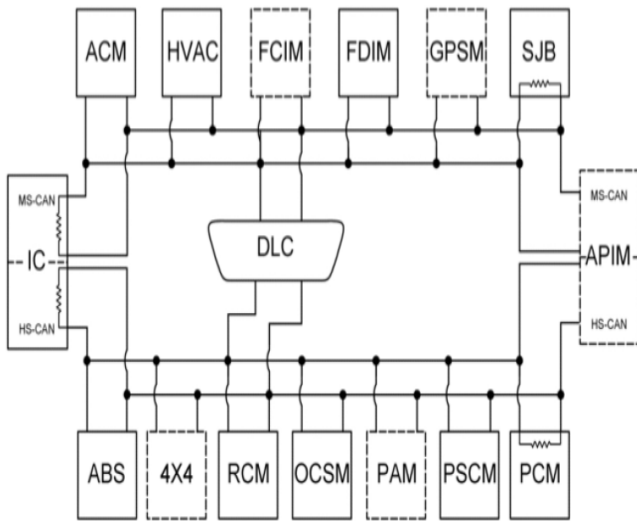 ACM HVAC FCIM FDIM GPSM SJB
MS-CAN MS-CAN
DLC
IC APIM
HS-CAN HS-CAN
ABS 4X4 RCM OCSM PAM PSCM PCM